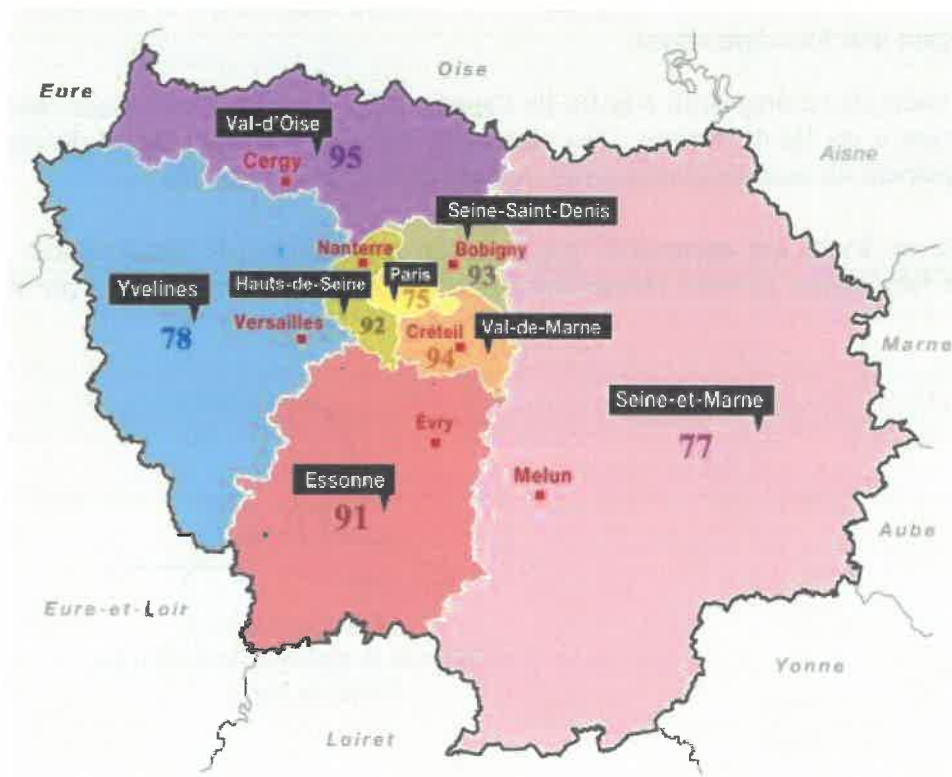 Oise
Eure
Val-d'Oise
95
Cergy
Aisne
Seine-Saint-Denis
Nanterre
Bobigny
93
Paris
75
Hauts-de-Seine
92
Yvelines
78
Versailles
Créteil
94
Val-de-Marne
Marne
Seine-et-Marne
77
Évry
Melun
Essonne
91
Aube
Eure-et-Loir
Yonne
Loiret